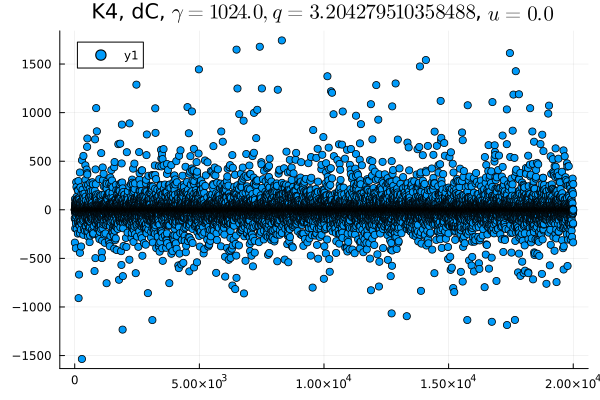 K4, dC, γ = 1024.0, q = 3.204279510358488, u = 0.0
y1
1500
1000
500
0
−500
−1000
−1500
0 5.00×10³ 1.00×10⁴ 1.50×10⁴ 2.00×10⁴